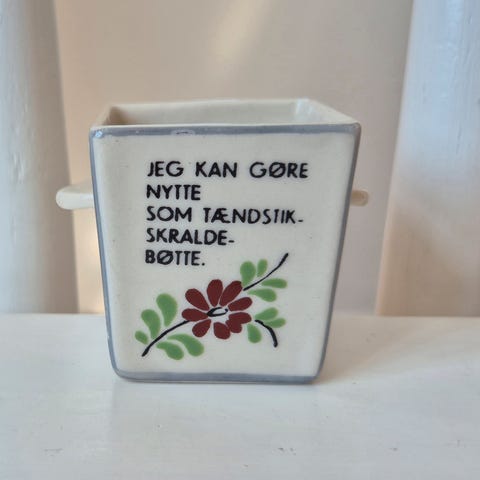 JEG KAN GØRE
NYTTE
SOM TÆNDSTIK-
SKRALDE-
BØTTE.